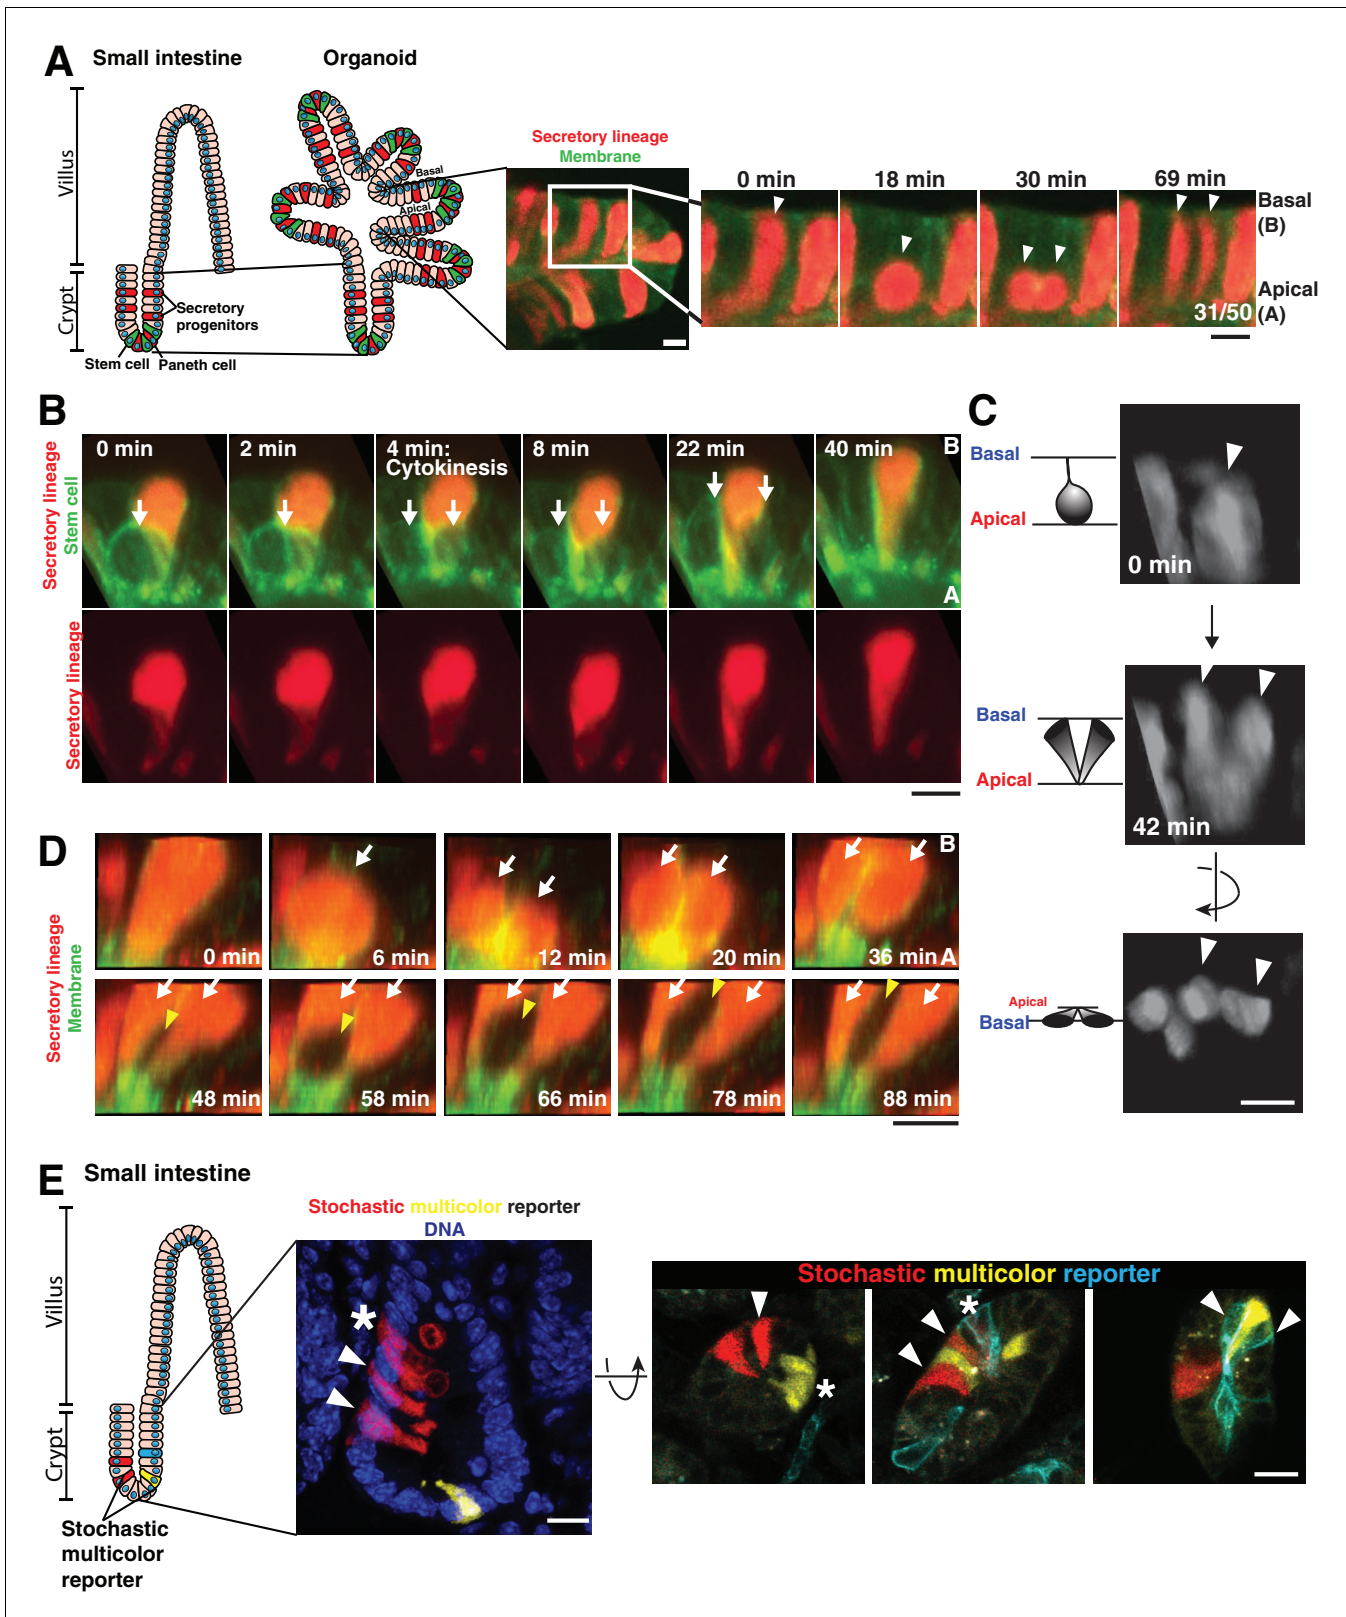 A
Small intestine
Organoid
Villus
Crypt
Secretory
progenitors
Stem cell
Paneth cell
Basal
Apical
Secretory lineage
Membrane
0 min
18 min
30 min
69 min
Basal
(B)
Apical
(A)
31/50
B
Secretory lineage
Stem cell
0 min
2 min
4 min:
Cytokinesis
8 min
22 min
40 min
B
A
Secretory lineage
C
Basal
Apical
0 min
Basal
Apical
42 min
Apical
Basal
D
Secretory lineage
Membrane
0 min
6 min
12 min
20 min
36 min
B
A
48 min
58 min
66 min
78 min
88 min
E
Small intestine
Villus
Crypt
Stochastic
multicolor
reporter
Stochastic multicolor reporter
DNA
*
Stochastic multicolor reporter
*
*